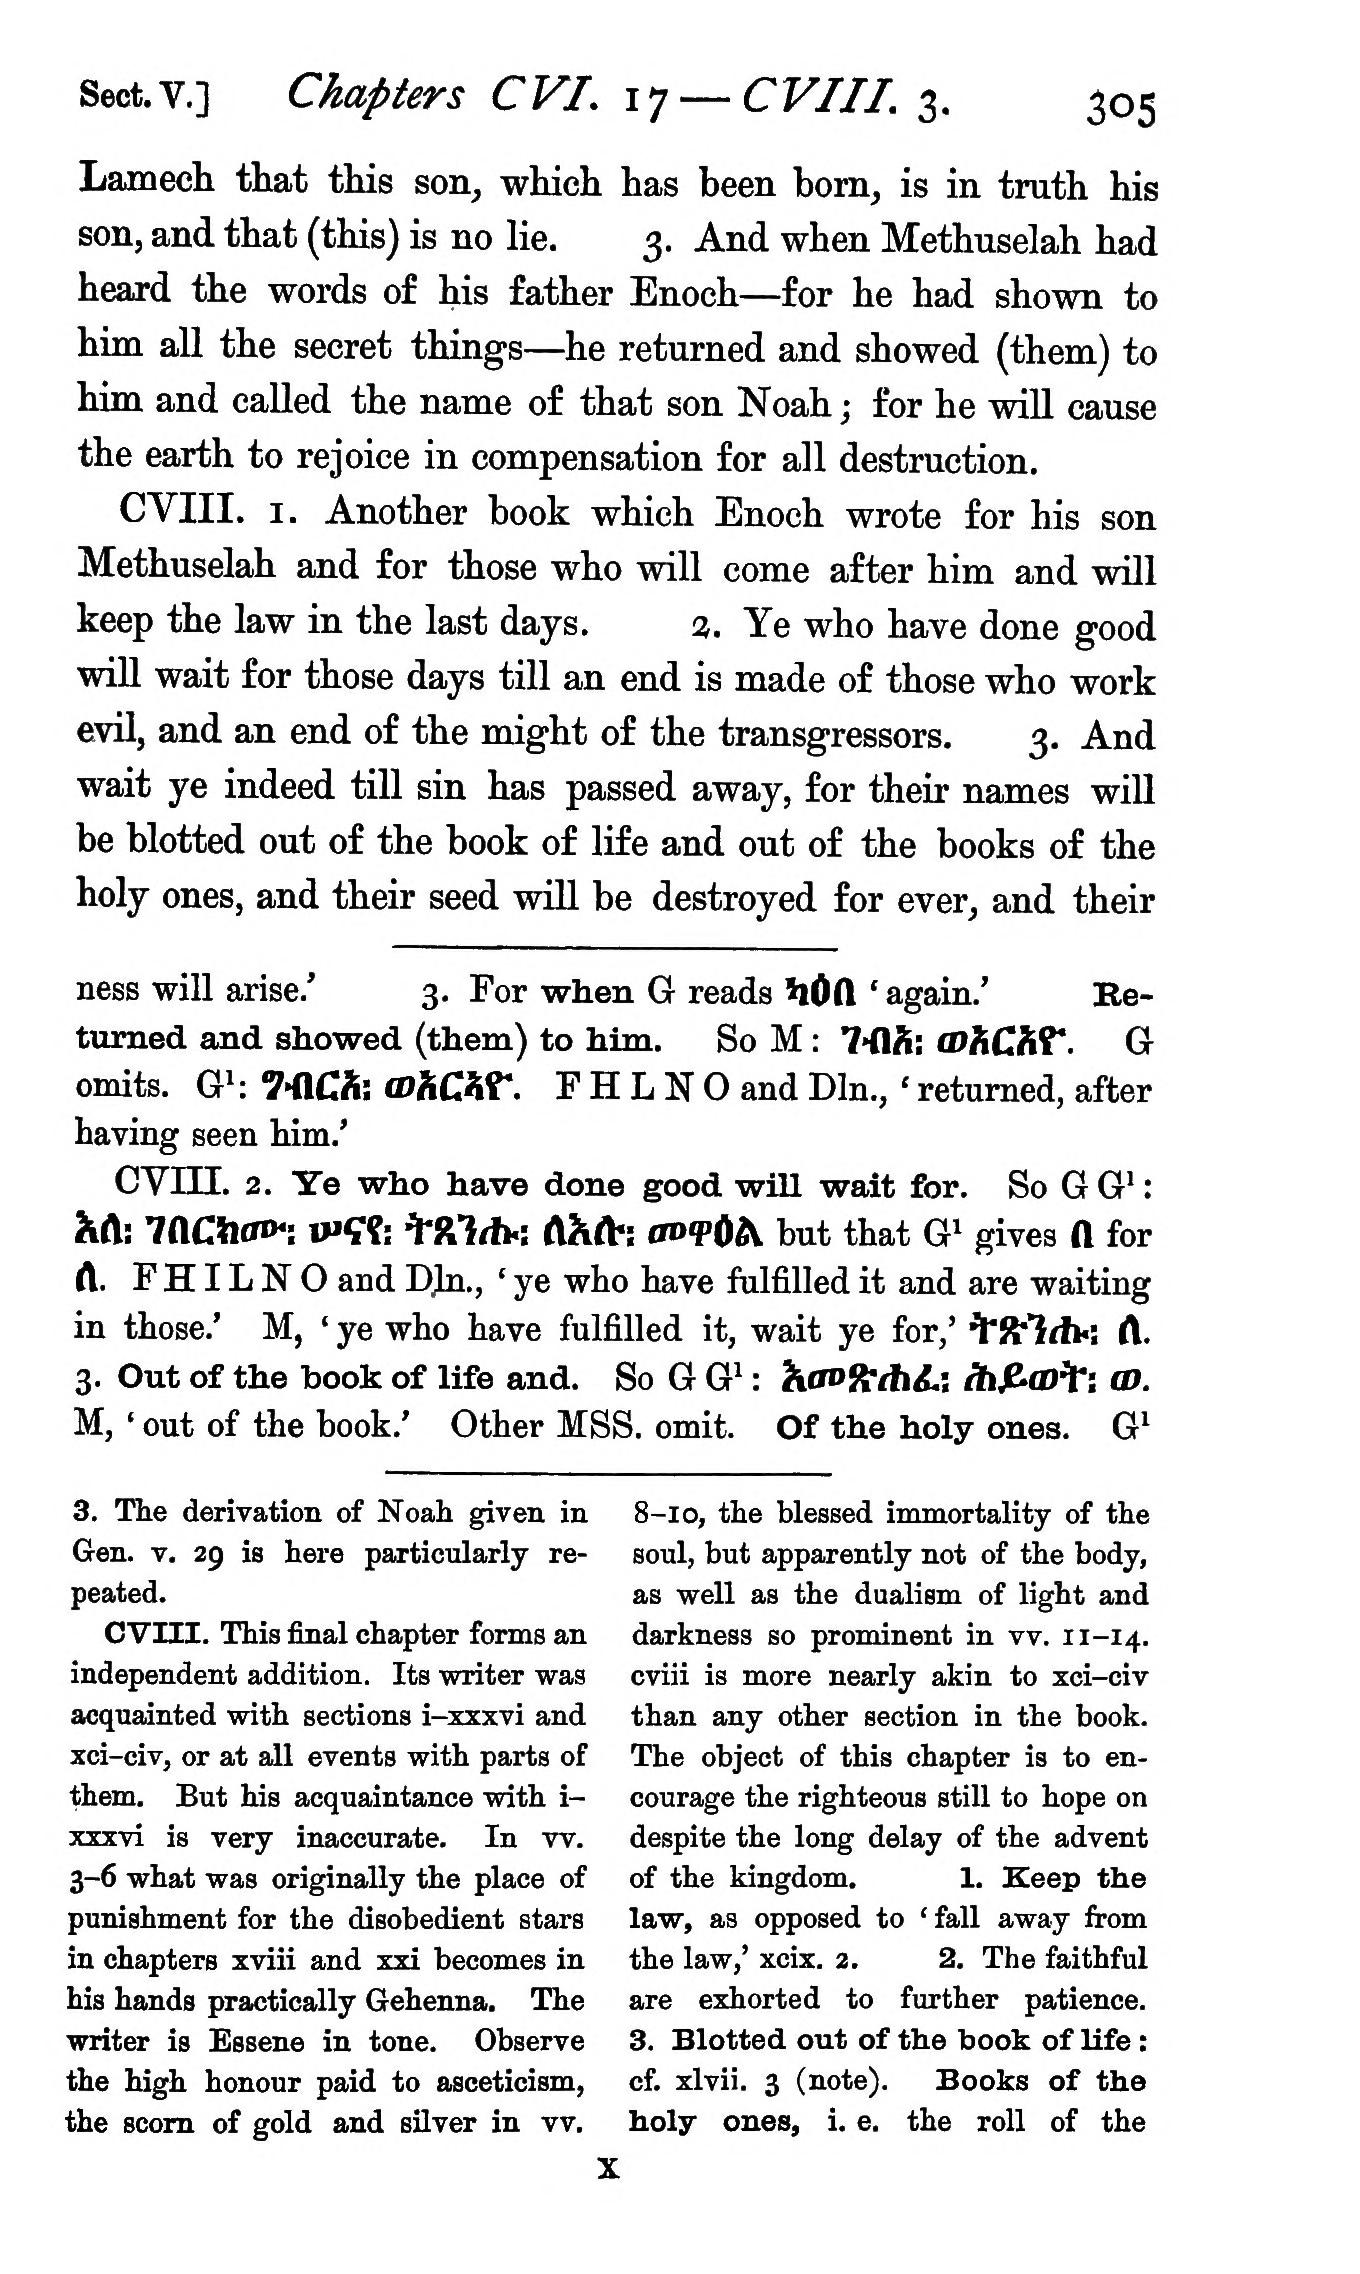 Sect. V.] Chapters CVI. 17 — CVIII. 3. 305
Lamech that this son, which has been born, is in truth his
son, and that (this) is no lie. 3. And when Methuselah had
heard the words of his father Enoch—for he had shown to
him all the secret things—he returned and showed (them) to
him and called the name of that son Noah; for he will cause
the earth to rejoice in compensation for all destruction.
CVIII. 1. Another book which Enoch wrote for his son
Methuselah and for those who will come after him and will
keep the law in the last days. 2. Ye who have done good
will wait for those days till an end is made of those who work
evil, and an end of the might of the transgressors. 3. And
wait ye indeed till sin has passed away, for their names will
be blotted out of the book of life and out of the books of the
holy ones, and their seed will be destroyed for ever, and their
ness will arise.’ 3. For when G reads ካዕበ ‘again.’ Re-
turned and showed (them) to him. So M: ገብአ፡ ወአርአዮ. G
omits. G¹: ግብርአ፡ ወአርአዮ. F H L N O and Dln., ‘returned, after
having seen him.’
CVIII. 2. Ye who have done good will wait for. So G G¹:
እለ፡ ገበርክሙ፡ ሠናየ፡ ትጸንሑ፡ ለእሉ፡ መዋዕል but that G¹ gives በ for
ለ. F H I L N O and Dln., ‘ye who have fulfilled it and are waiting
in those.’ M, ‘ye who have fulfilled it, wait ye for,’ ትጽንሑ፡ ለ.
3. Out of the book of life and. So G G¹: እመጽሐፈ፡ ሕይወት፡ ወ.
M, ‘out of the book.’ Other MSS. omit. Of the holy ones. G¹
3. The derivation of Noah given in
Gen. v. 29 is here particularly re-
peated.
CVIII. This final chapter forms an
independent addition. Its writer was
acquainted with sections i–xxxvi and
xci–civ, or at all events with parts of
them. But his acquaintance with i–
xxxvi is very inaccurate. In vv.
3–6 what was originally the place of
punishment for the disobedient stars
in chapters xviii and xxi becomes in
his hands practically Gehenna. The
writer is Essene in tone. Observe
the high honour paid to asceticism,
the scorn of gold and silver in vv.
8–10, the blessed immortality of the
soul, but apparently not of the body,
as well as the dualism of light and
darkness so prominent in vv. 11–14.
cviii is more nearly akin to xci–civ
than any other section in the book.
The object of this chapter is to en-
courage the righteous still to hope on
despite the long delay of the advent
of the kingdom. 1. Keep the
law, as opposed to ‘fall away from
the law,’ xcix. 2. 2. The faithful
are exhorted to further patience.
3. Blotted out of the book of life:
cf. xlvii. 3 (note). Books of the
holy ones, i. e. the roll of the
X